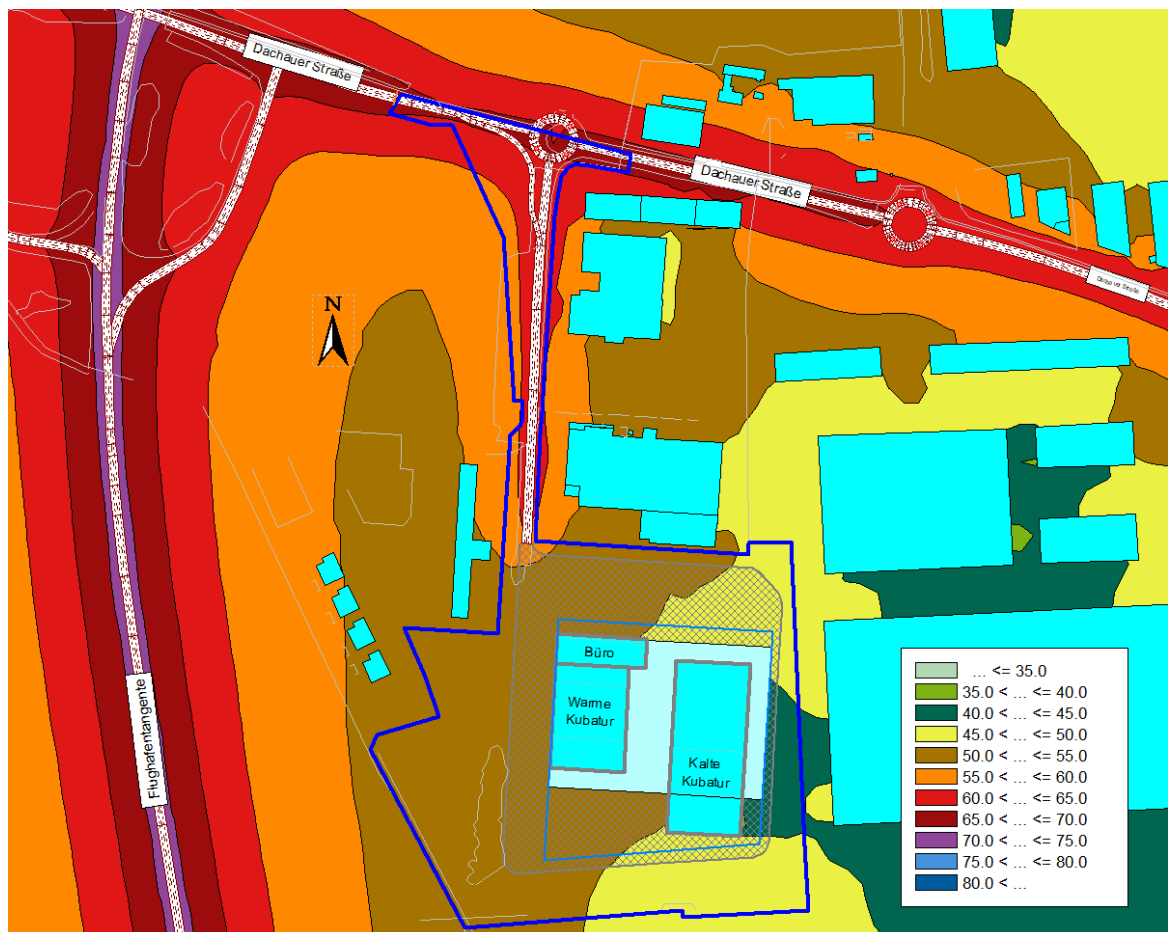 Dachauer Straße
Dachauer Straße
N
Büro
Warme
Kubatur
Kalte
Kubatur
Flughafentangente
... <= 35.0
35.0 < ... <= 40.0
40.0 < ... <= 45.0
45.0 < ... <= 50.0
50.0 < ... <= 55.0
55.0 < ... <= 60.0
60.0 < ... <= 65.0
65.0 < ... <= 70.0
70.0 < ... <= 75.0
75.0 < ... <= 80.0
80.0 < ...